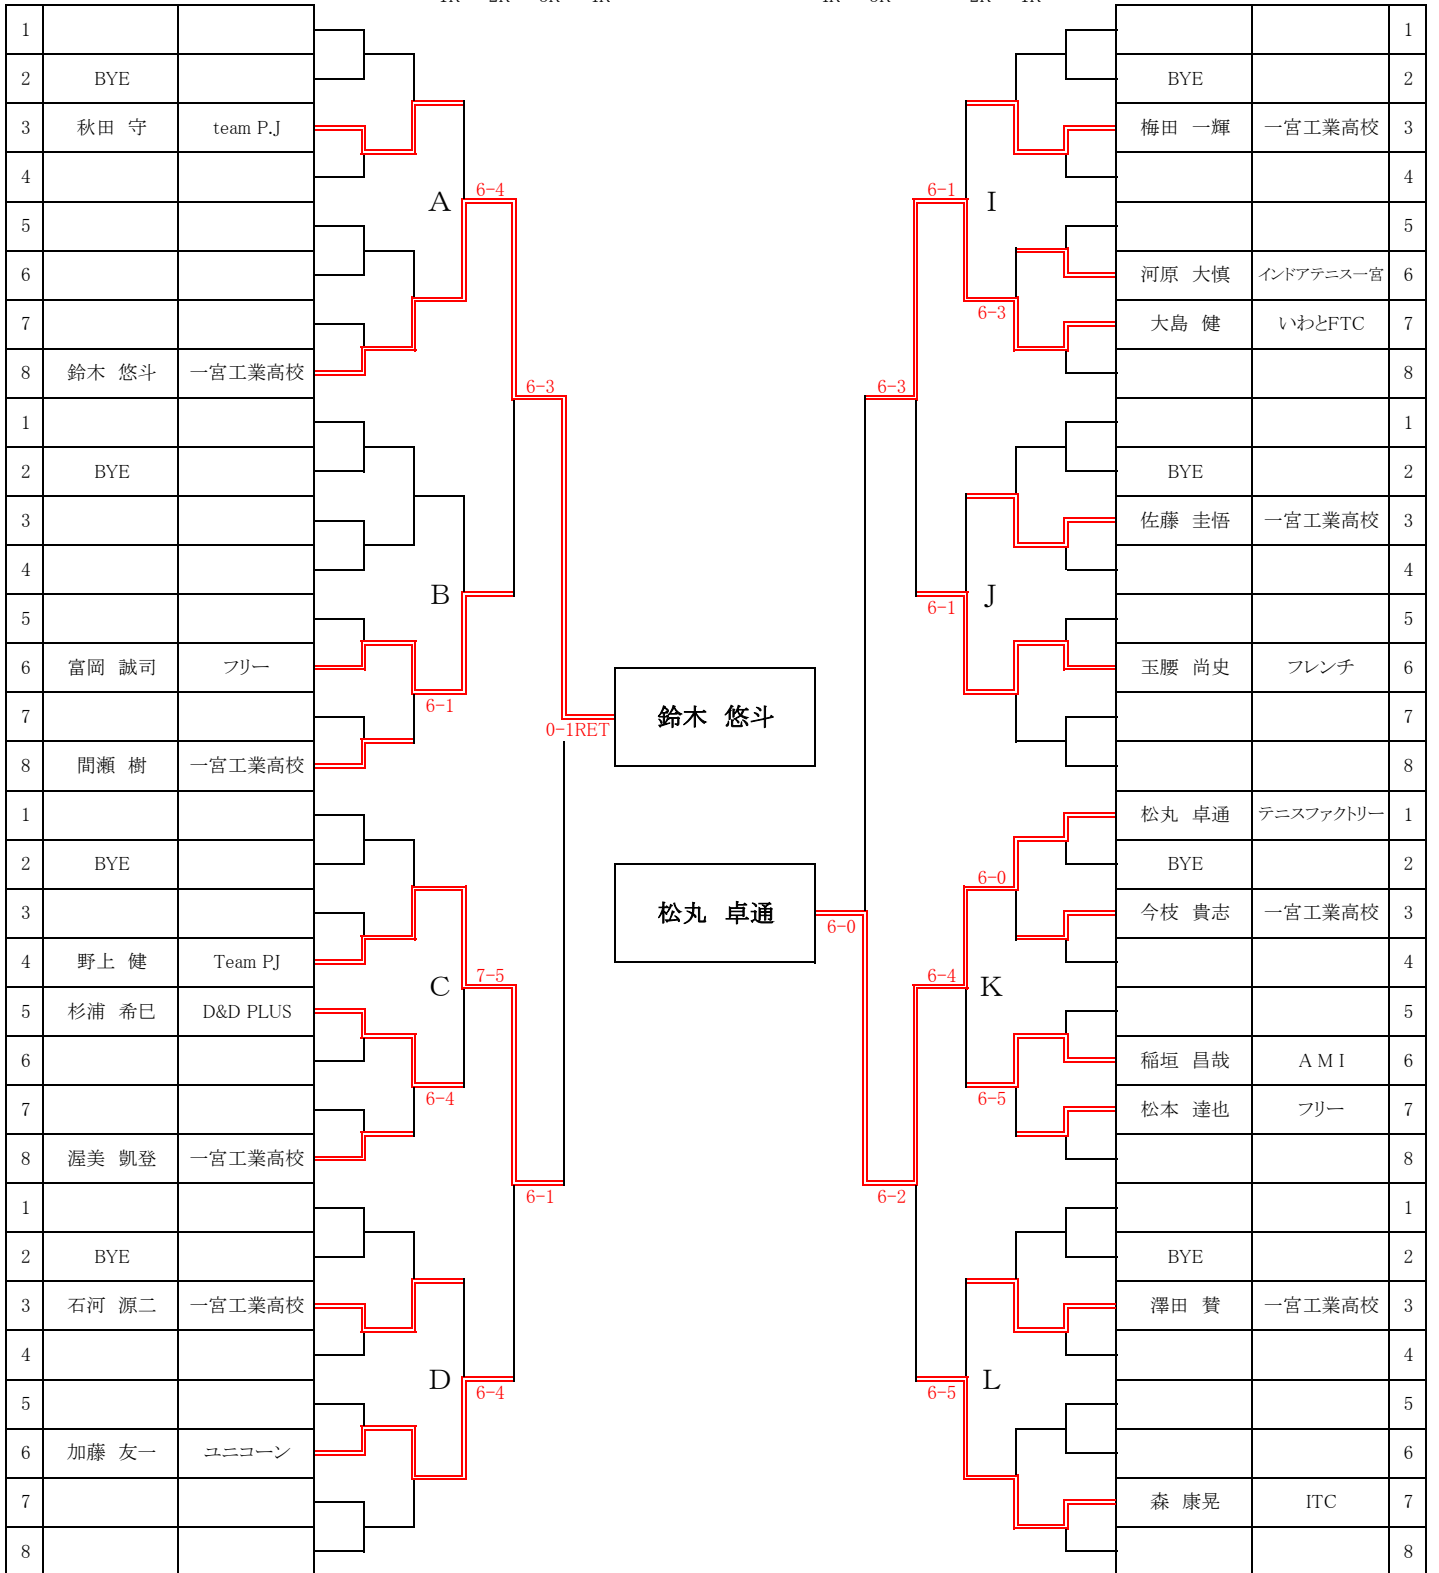 1
2 BYE
3 秋田 守 team P.J
4
5
6
7
8 鈴木 悠斗 一宮工業高校
A
6-4
6-3
1
2 BYE
3
4
5
6 富岡 誠司 フリー
7
8 間瀬 樹 一宮工業高校
B
6-1
0-1RET
1
2 BYE
3
4 野上 健 Team PJ
5 杉浦 希巳 D&D PLUS
6
7
8 渥美 凱登 一宮工業高校
C
7-5
6-4
6-1
1
2 BYE
3 石河 源二 一宮工業高校
4
5
6 加藤 友一 ユニコーン
7
8
D
6-4
鈴木 悠斗
松丸 卓通
6-0
1
BYE 2
梅田 一輝 一宮工業高校 3
4
5
河原 大慎 インドアテニス一宮 6
大島 健 いわとFTC 7
8
I
6-1
6-3
6-3
1
BYE 2
佐藤 圭悟 一宮工業高校 3
4
5
玉腰 尚史 フレンチ 6
7
8
J
6-1
松丸 卓通 テニスファクトリー 1
BYE 2
今枝 貴志 一宮工業高校 3
4
5
稲垣 昌哉 A M I 6
松本 達也 フリー 7
8
K
6-0
6-4
6-5
6-2
1
BYE 2
澤田 賛 一宮工業高校 3
4
5
6
森 康晃 ITC 7
8
L
6-5